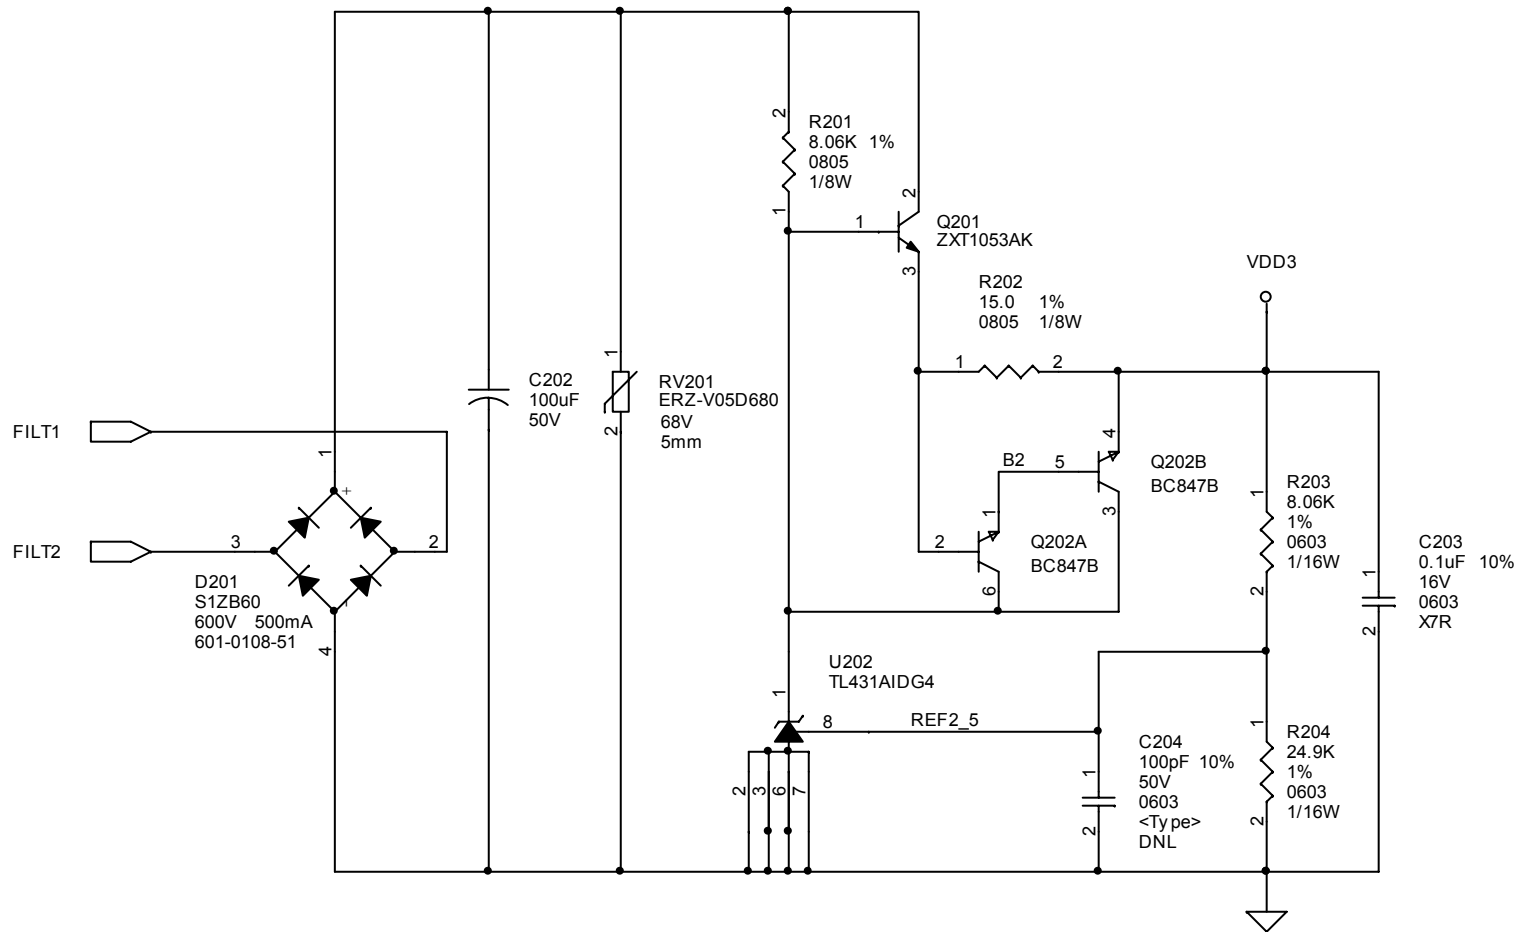 2
R201
8.06K 1%
0805
1/8W
1
1
2
Q201
ZXT1053AK
3
VDD3
R202
15.0 1%
0805 1/8W
1
2
C202
100uF
50V
1
RV201
ERZ-V05D680
68V
5mm
2
FILT1
1
+
FILT2
3
2
D201
S1ZB60
600V 500mA
601-0108-51
-
4
4
B2
5
Q202B
BC847B
3
1
2
Q202A
BC847B
6
1
R203
8.06K
1%
0603
1/16W
2
C203
0.1uF 10%
16V
0603
X7R
1
2
U202
TL431AIDG4
1
8
REF2_5
2
3
6
7
C204
100pF 10%
50V
0603
<Type>
DNL
1
2
1
R204
24.9K
1%
0603
1/16W
2